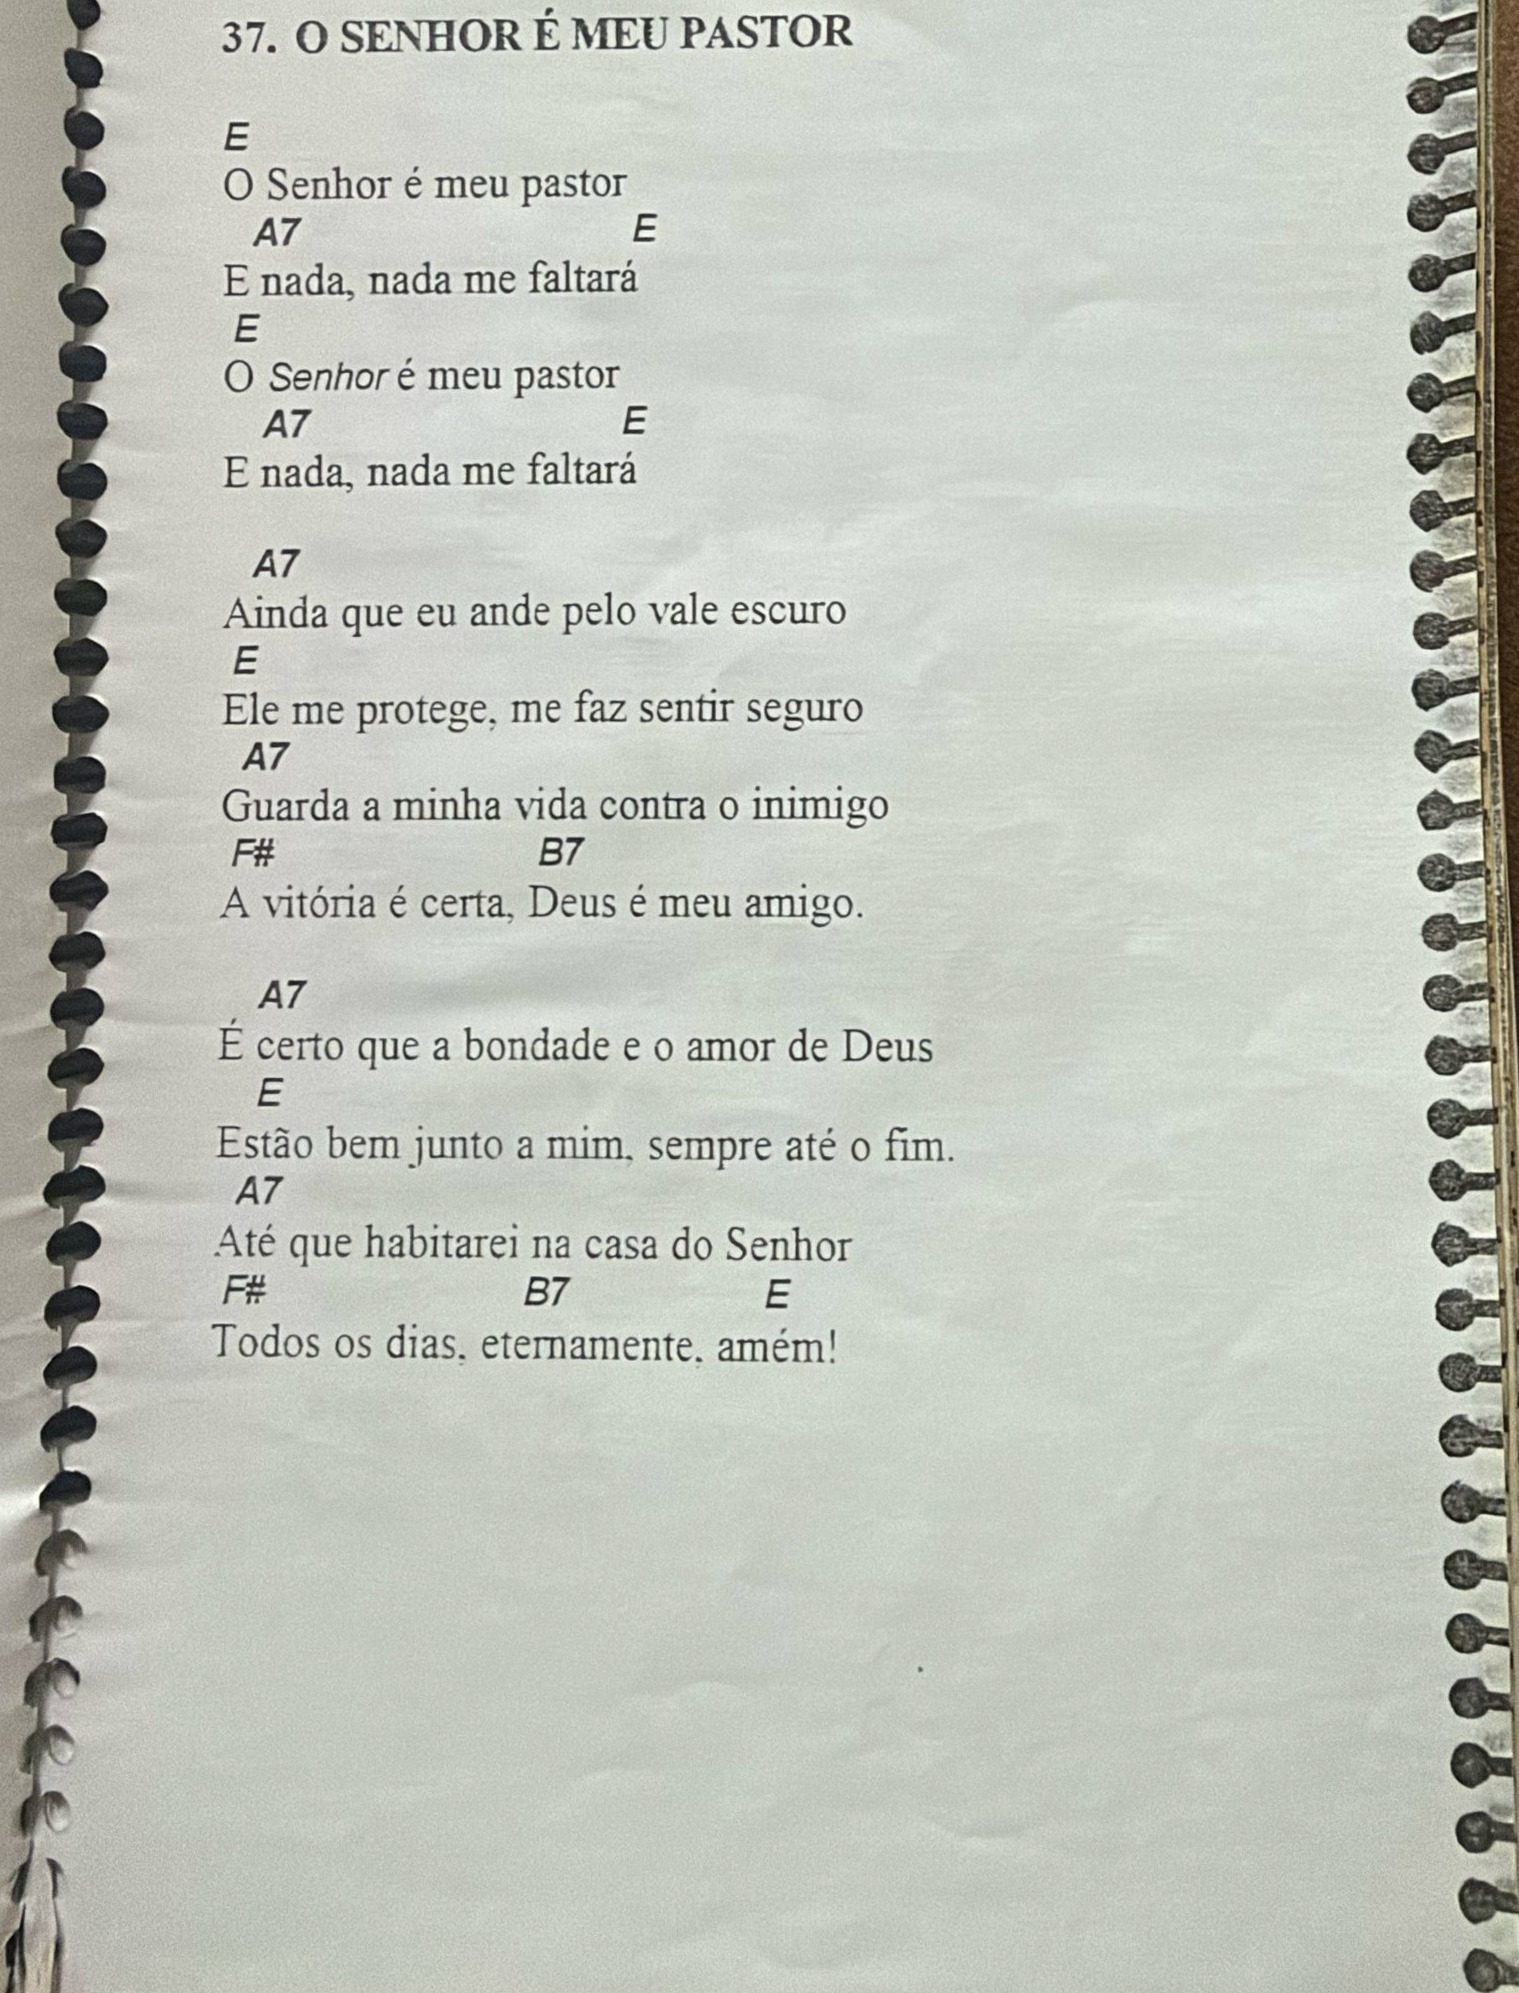 37. O SENHOR É MEU PASTOR
E
O Senhor é meu pastor
A7 E
E nada, nada me faltará
E
O Senhor é meu pastor
A7 E
E nada, nada me faltará
A7
Ainda que eu ande pelo vale escuro
E
Ele me protege, me faz sentir seguro
A7
Guarda a minha vida contra o inimigo
F# B7
A vitória é certa, Deus é meu amigo.
A7
É certo que a bondade e o amor de Deus
E
Estão bem junto a mim, sempre até o fim.
A7
Até que habitarei na casa do Senhor
F# B7 E
Todos os dias, eternamente, amém!